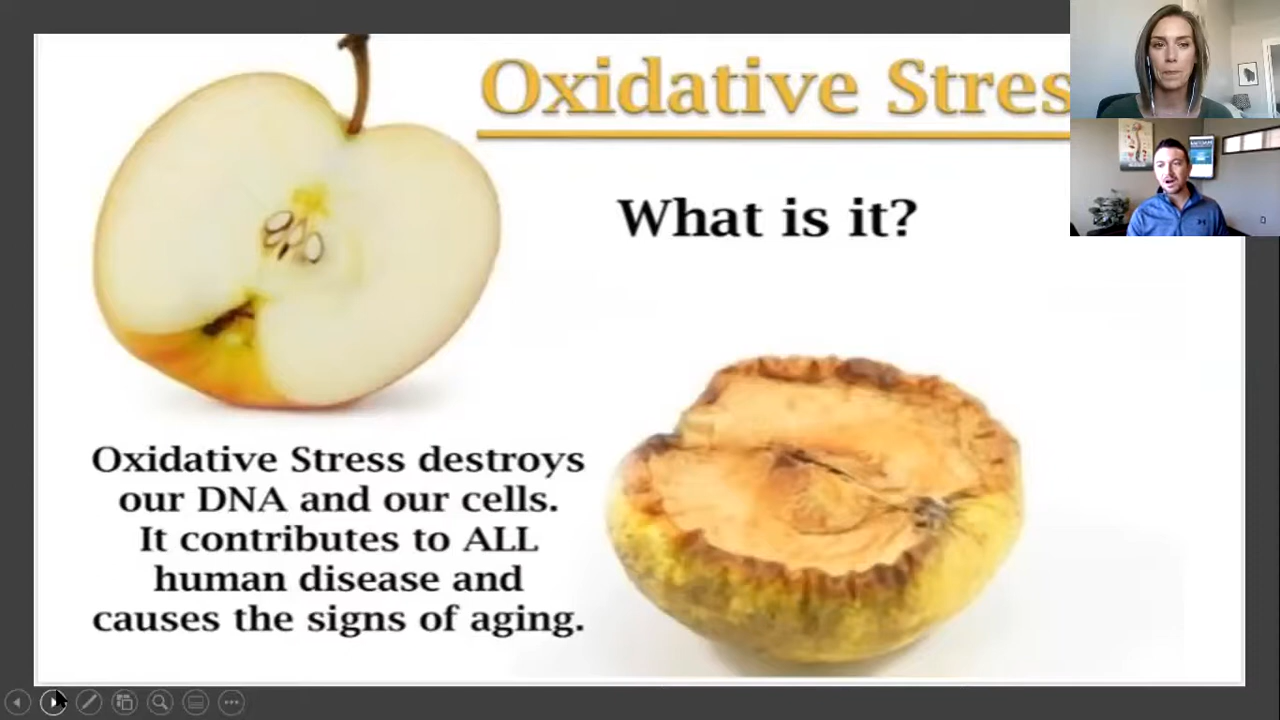 Oxidative Stres
What is it?
Oxidative Stress destroys
our DNA and our cells.
It contributes to ALL
human disease and
causes the signs of aging.